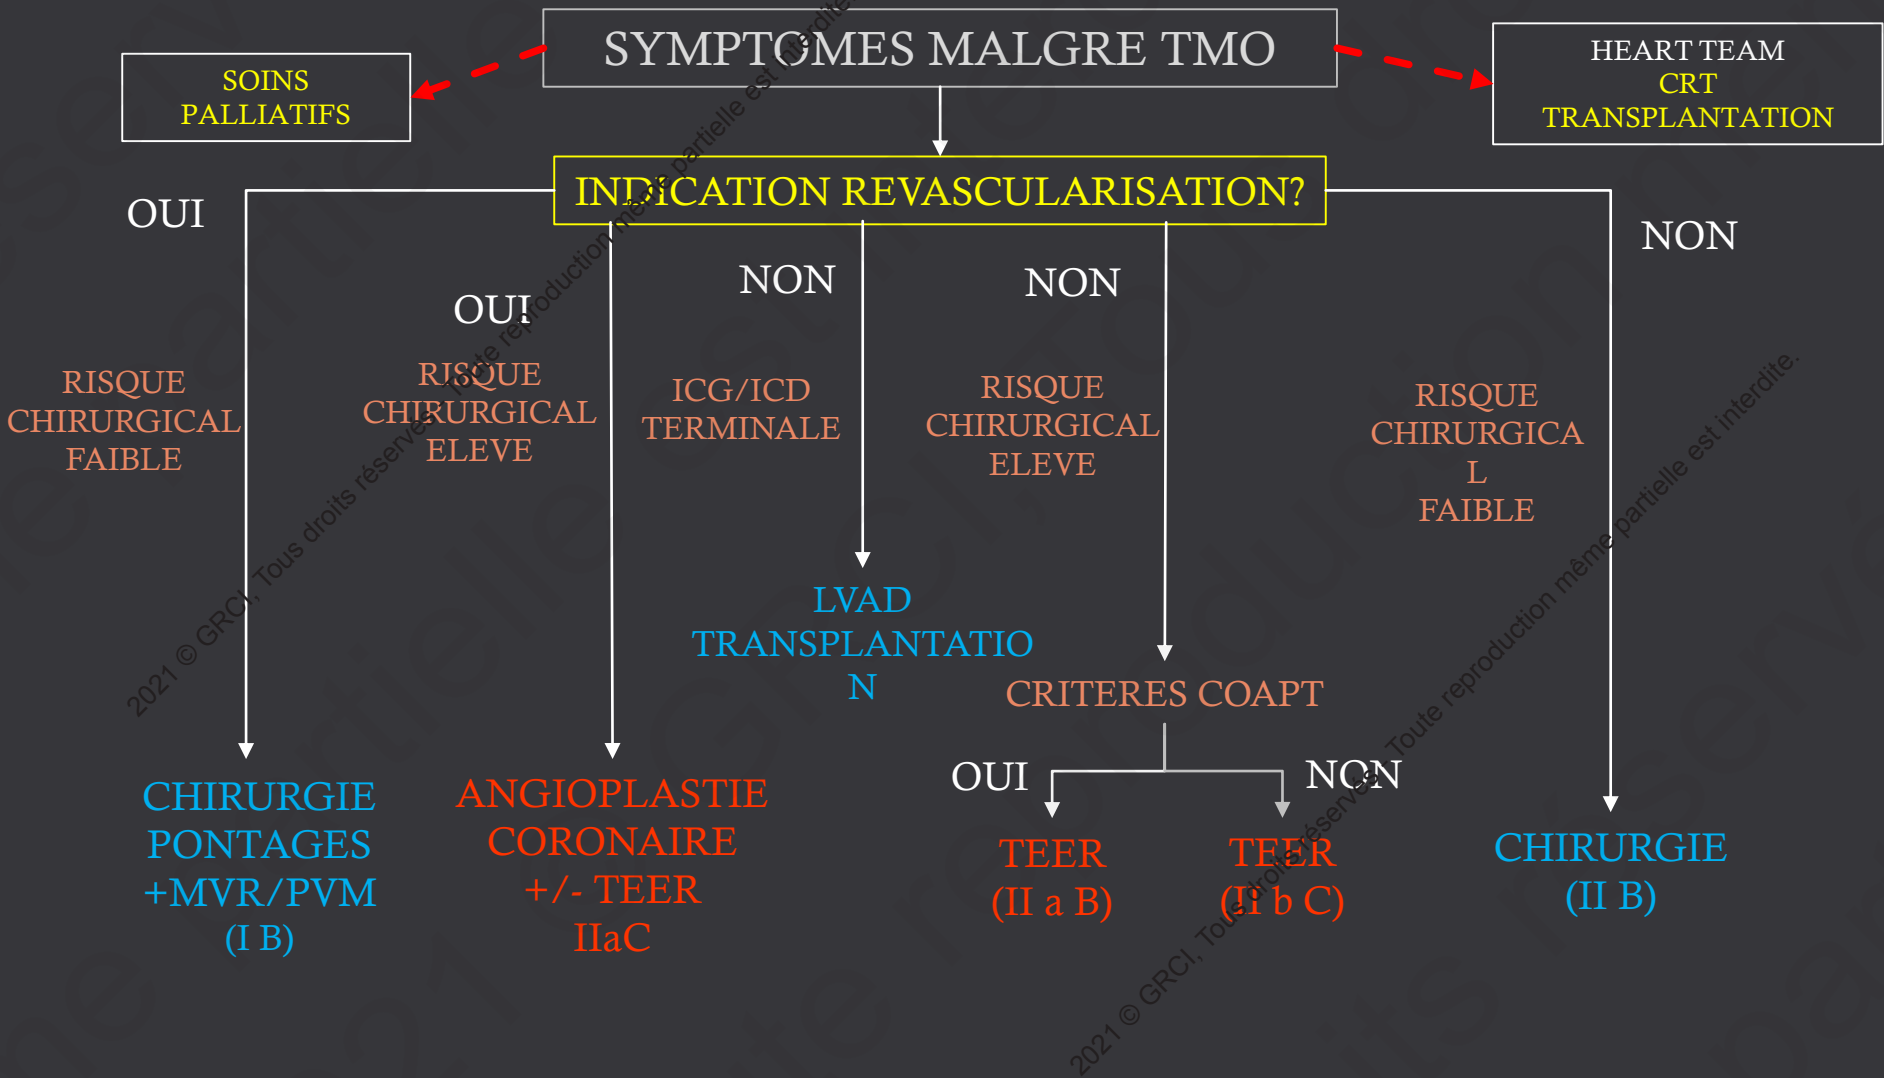 SYMPTOMES MALGRE TMO
SOINS
PALLIATIFS
HEART TEAM
CRT
TRANSPLANTATION
INDICATION REVASCULARISATION?
OUI
OUI
NON
NON
NON
RISQUE
CHIRURGICAL
FAIBLE
RISQUE
CHIRURGICAL
ELEVE
ICG/ICD
TERMINALE
RISQUE
CHIRURGICAL
ELEVE
RISQUE
CHIRURGICA
L
FAIBLE
LVAD
TRANSPLANTATIO
N
CRITERES COAPT
OUI
NON
CHIRURGIE
PONTAGES
+MVR/PVM
(I B)
ANGIOPLASTIE
CORONAIRE
+/- TEER
IIaC
TEER
(II a B)
TEER
(II b C)
CHIRURGIE
(II B)
2021 © GRCI, Tous droits réservés. Toute reproduction même partielle est interdite.
2021 © GRCI, Tous droits réservés. Toute reproduction même partielle est interdite.